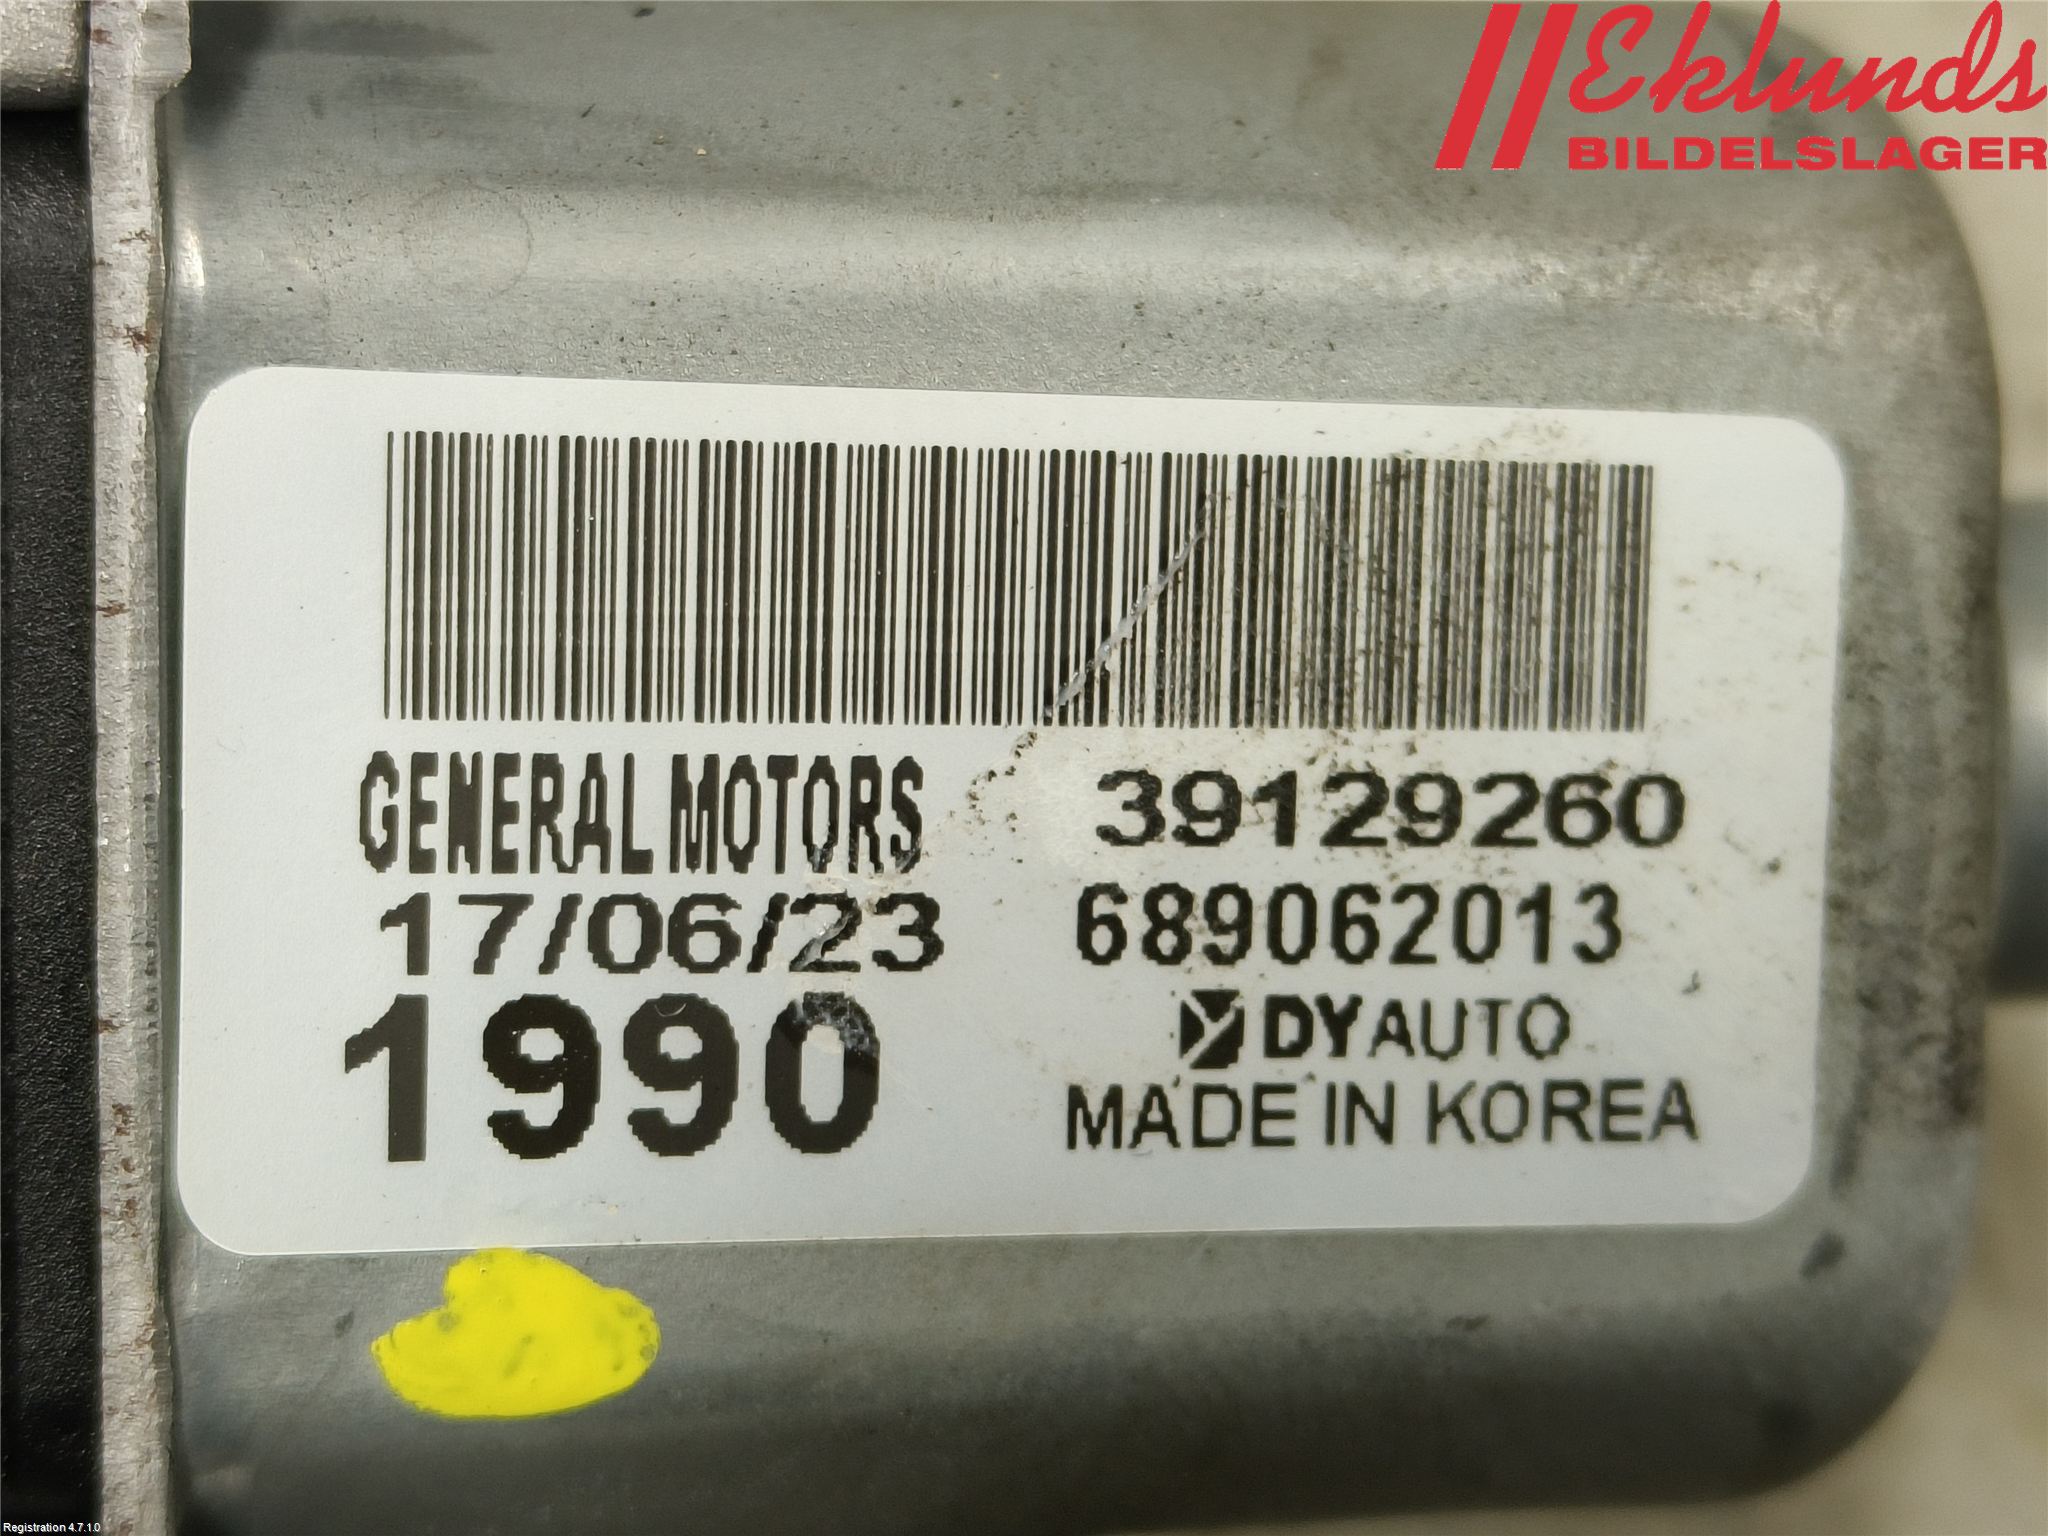 Eklunds
BILDELSLAGER
GENERAL MOTORS 39129260
17/06/23 689062013
1990 DYAUTO
MADE IN KOREA
Registration 4.7.1.0